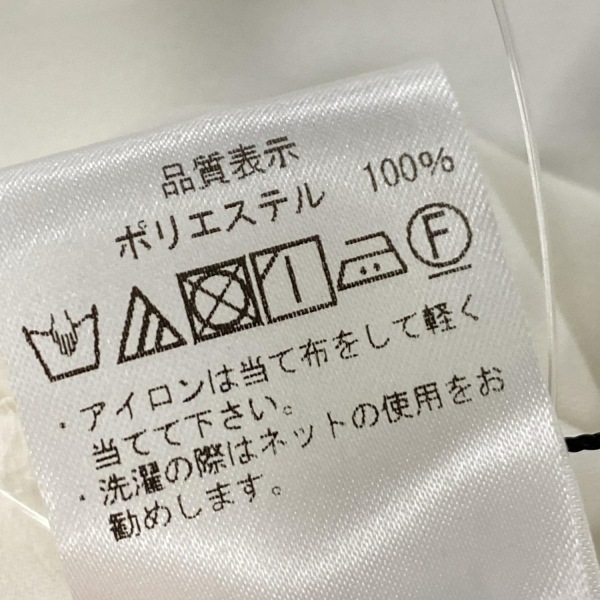 品質表示
ポリエステル 100%
F
・アイロンは当て布をして軽く
当てて下さい。
・洗濯の際はネットの使用をお
勧めします。